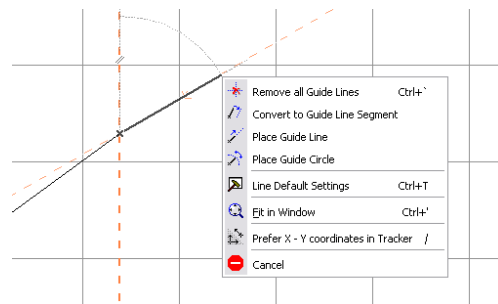 Remove all Guide Lines Ctrl+`
Convert to Guide Line Segment
Place Guide Line
Place Guide Circle
Line Default Settings Ctrl+T
Fit in Window Ctrl+'
Prefer X - Y coordinates in Tracker /
Cancel